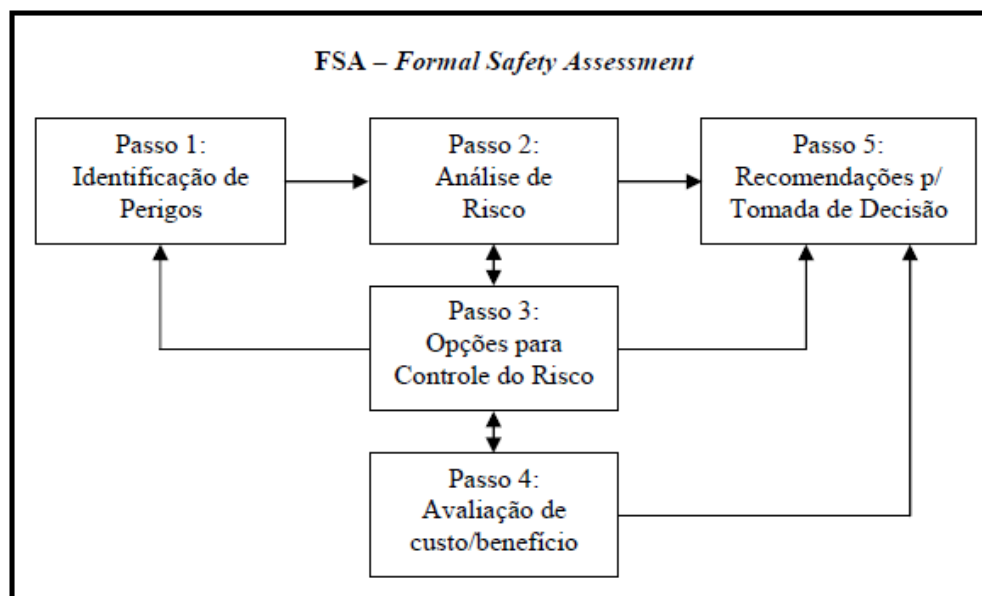 FSA – Formal Safety Assessment
Passo 1:
Identificação de
Perigos
Passo 2:
Análise de
Risco
Passo 5:
Recomendações p/
Tomada de Decisão
Passo 3:
Opções para
Controle do Risco
Passo 4:
Avaliação de
custo/benefício